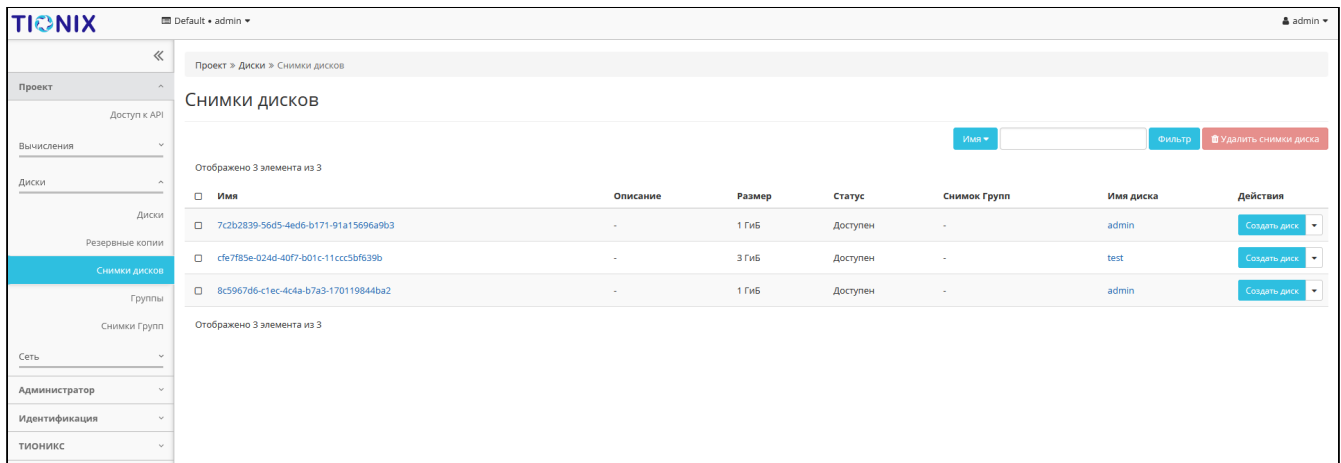 TIONIX
Default • admin
admin
Проект » Диски » Снимки дисков
Проект
Доступ к API
Вычисления
Диски
Диски
Резервные копии
Снимки дисков
Группы
Снимки Групп
Сеть
Администратор
Идентификация
ТИОНИКС
Снимки дисков
Имя Фильтр Удалить снимки диска
Отображено 3 элемента из 3
Имя Описание Размер Статус Снимок Групп Имя диска Действия
7c2b2839-56d5-4ed6-b171-91a15696a9b3 - 1 ГиБ Доступен - admin Создать диск
cfe7f85e-024d-40f7-b01c-11ccc5bf639b - 3 ГиБ Доступен - test Создать диск
8c5967d6-c1ec-4c4a-b7a3-170119844ba2 - 1 ГиБ Доступен - admin Создать диск
Отображено 3 элемента из 3